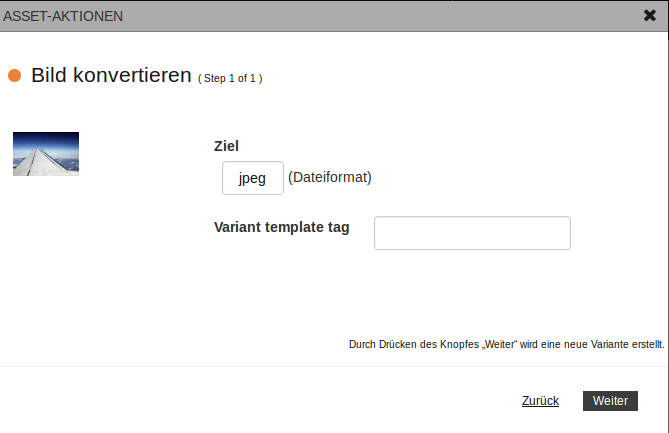 ASSET-AKTIONEN
Bild konvertieren ( Step 1 of 1 )
Ziel
jpeg (Dateiformat)
Variant template tag
Durch Drücken des Knopfes „Weiter“ wird eine neue Variante erstellt.
Zurück Weiter